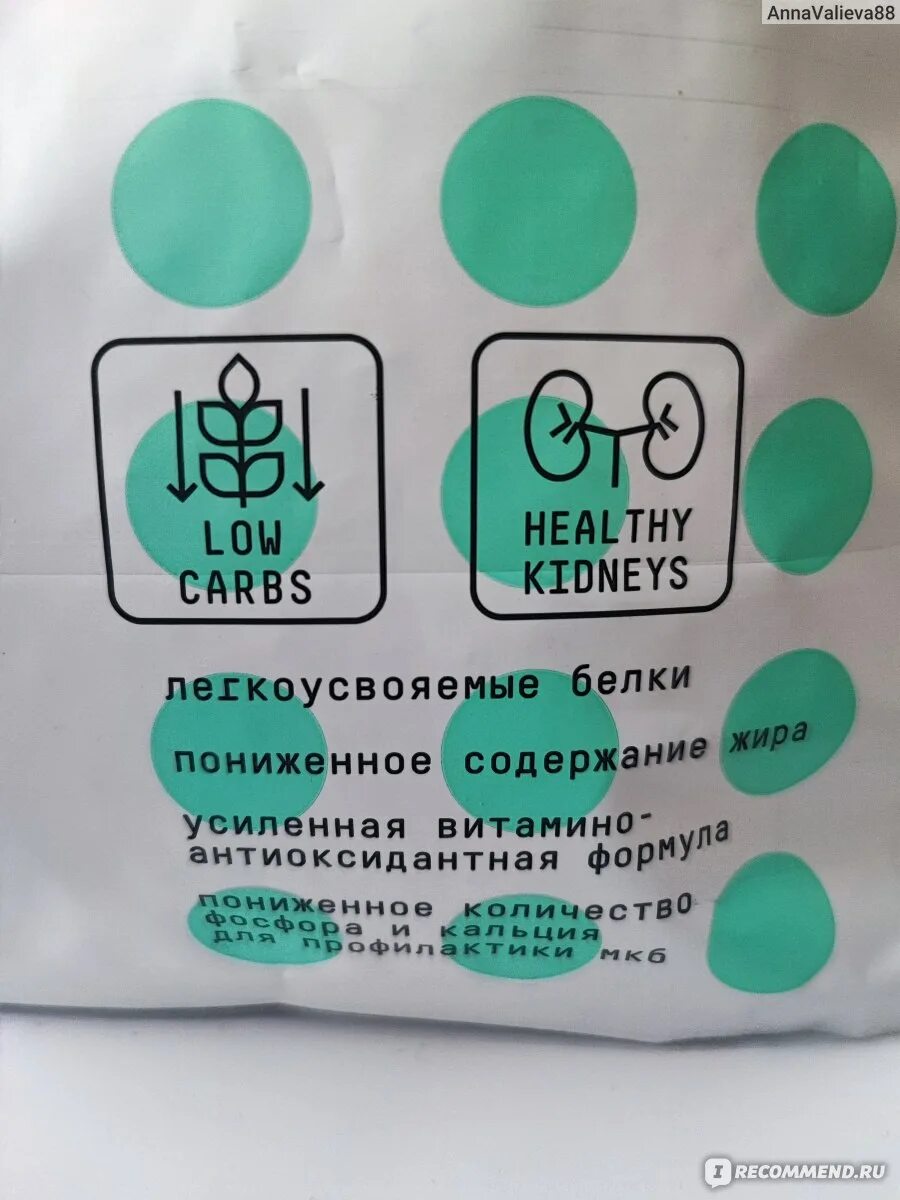 AnnaValieva88
LOW
CARBS
HEALTHY
KIDNEYS
легкоусвояемые белки
пониженное содержание жира
усиленная витамино-
антиоксидантная формула
пониженное количество
фосфора и кальция
для профилактики мкб
IRECOMMEND.RU